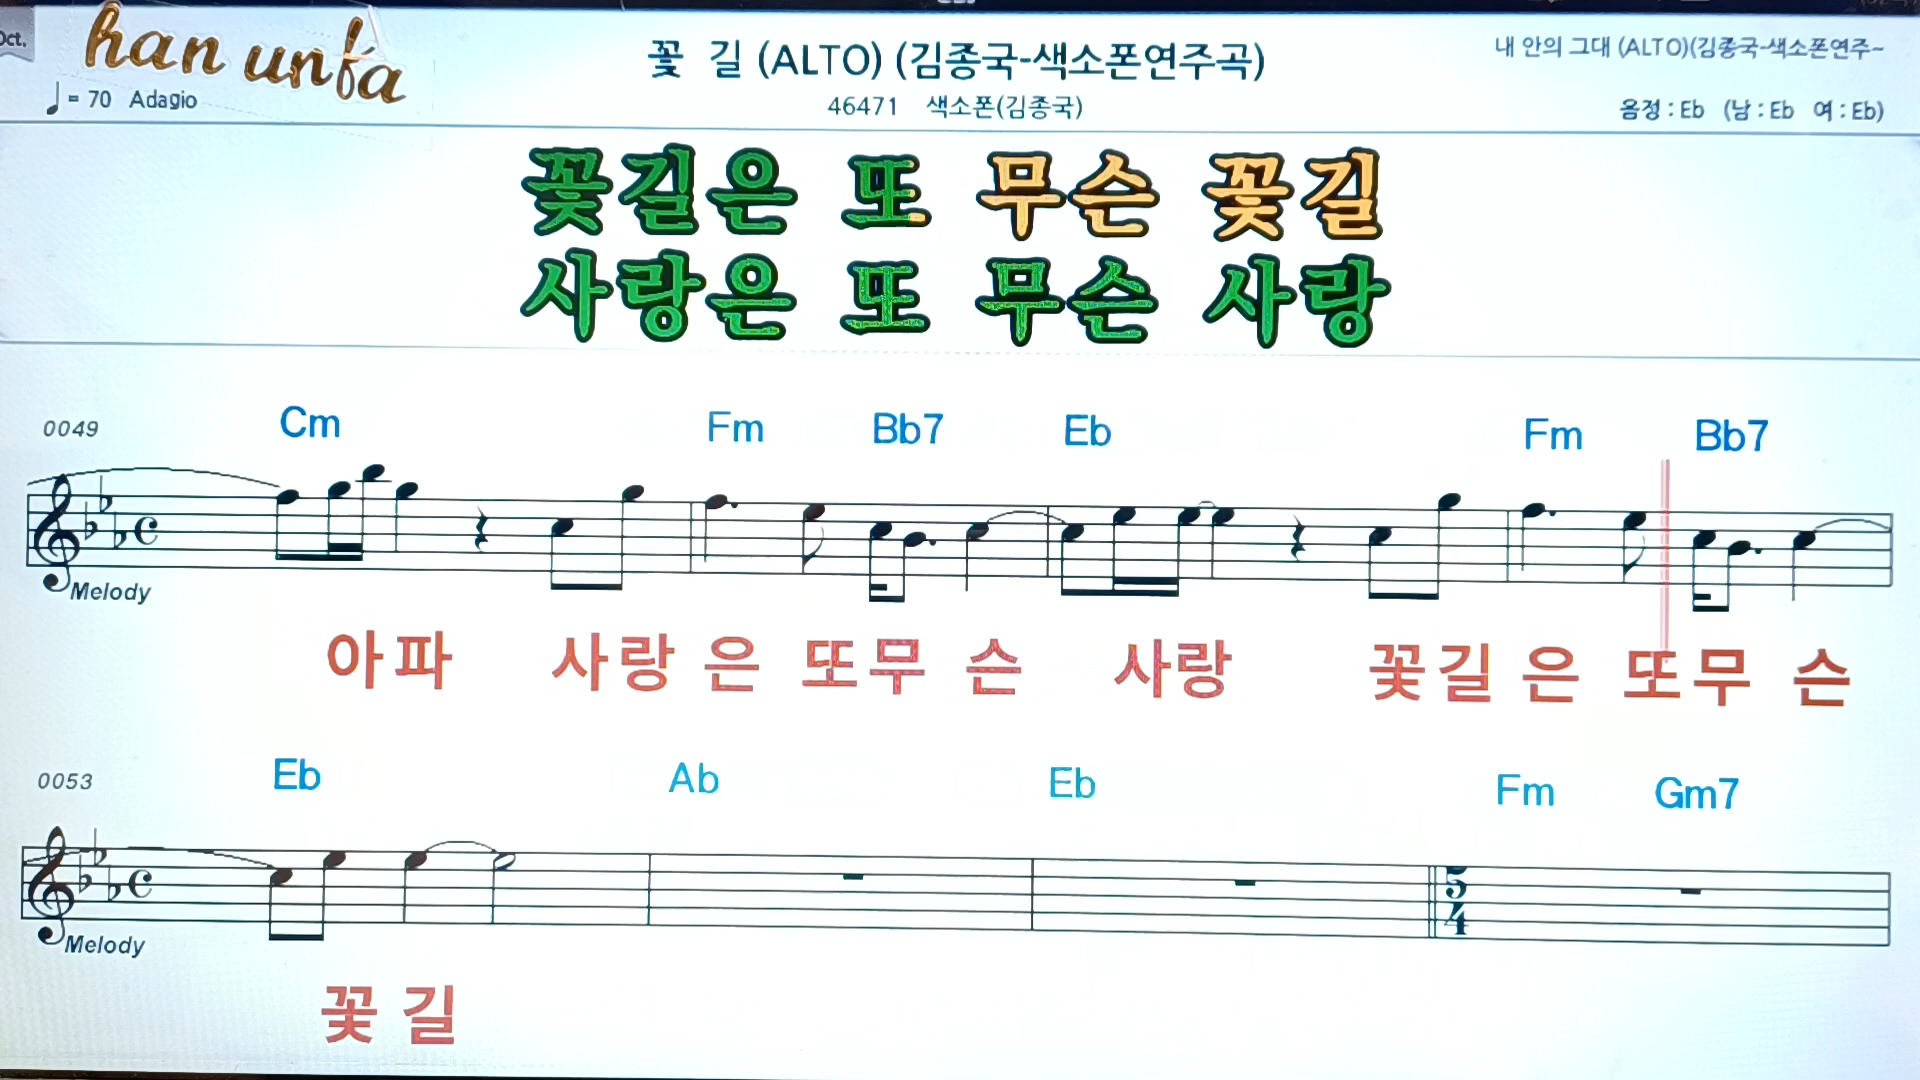 Oct.
han unfa
♩ = 70 Adagio
꽃 길 (ALTO) (김종국-색소폰연주곡)
46471 색소폰(김종국)
내 안의 그대 (ALTO)(김종국-색소폰연주~
음정 : Eb (남 : Eb 여 : Eb)
꽃길은 또 무슨 꽃길
사랑은 또 무슨 사랑
0049 Cm Fm Bb7 Eb Fm Bb7
Melody
아파 사랑 은 또무 슨 사랑 꽃길 은 또무 슨
0053 Eb Ab Eb Fm Gm7
5
4
Melody
꽃 길